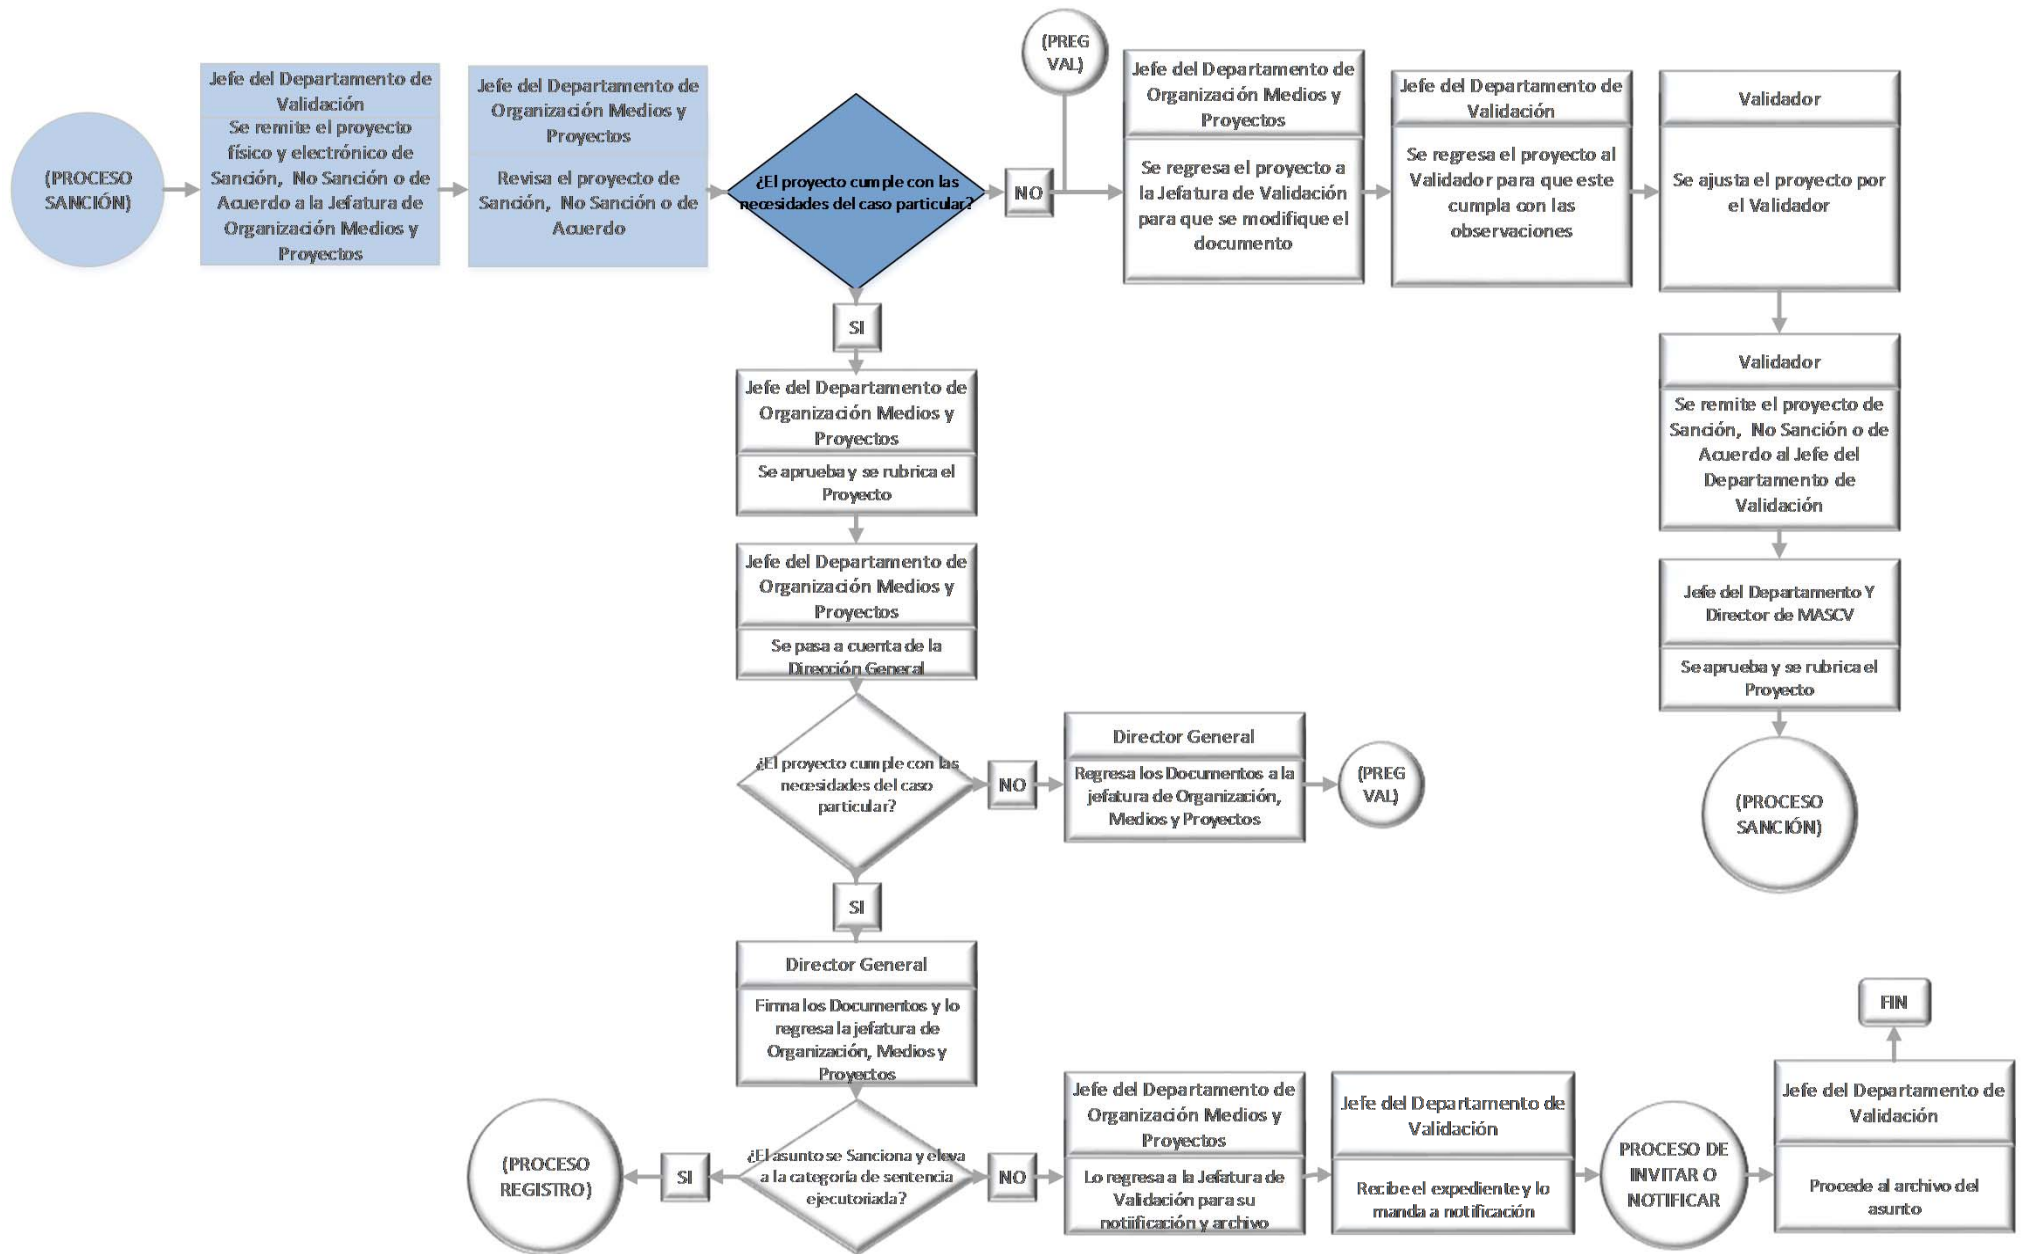 (PROCESO
SANCIÓN)
Jefe del Departamento de
Validación
Se remite el proyecto
físico y electrónico de
Sanción, No Sanción o de
Acuerdo a la Jefatura de
Organización Medios y
Proyectos
Jefe del Departamento de
Organización Medios y
Proyectos
Revisa el proyecto de
Sanción, No Sanción o de
Acuerdo
¿El proyecto cumple con las
necesidades del caso particular?
NO
(PREG
VAL)
Jefe del Departamento de
Organización Medios y
Proyectos
Se regresa el proyecto a
la Jefatura de Validación
para que se modifique el
documento
Jefe del Departamento de
Validación
Se regresa el proyecto al
Validador para que este
cumpla con las
observaciones
Validador
Se ajusta el proyecto por
el Validador
Validador
Se remite el proyecto de
Sanción, No Sanción o de
Acuerdo al Jefe del
Departamento de
Validación
Jefe del Departamento Y
Director de MASCV
Se aprueba y se rubrica el
Proyecto
(PROCESO
SANCIÓN)
SI
Jefe del Departamento de
Organización Medios y
Proyectos
Se aprueba y se rubrica el
Proyecto
Jefe del Departamento de
Organización Medios y
Proyectos
Se pasa a cuenta de la
Dirección General
¿El proyecto cumple con las
necesidades del caso
particular?
NO
Director General
Regresa los Documentos a la
jefatura de Organización,
Medios y Proyectos
(PREG
VAL)
SI
Director General
Firma los Documentos y lo
regresa la jefatura de
Organización, Medios y
Proyectos
¿El asunto se Sanciona y eleva
a la categoría de sentencia
ejecutoriada?
SI
(PROCESO
REGISTRO)
NO
Jefe del Departamento de
Organización Medios y
Proyectos
Lo regresa a la Jefatura de
Validación para su
notiificación y archivo
Jefe del Departamento de
Validación
Recibe el expediente y lo
manda a notificación
PROCESO DE
INVITAR O
NOTIFICAR
Jefe del Departamento de
Validación
Procede al archivo del
asunto
FIN